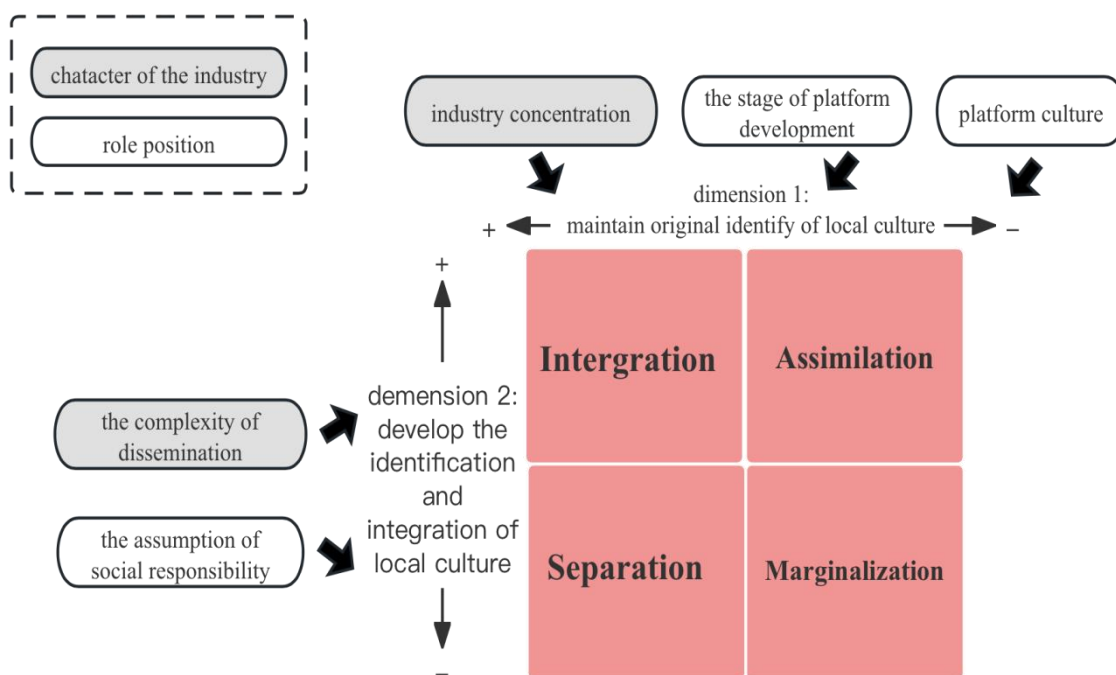 chatacter of the industry
role position
industry concentration
the stage of platform
development
platform culture
dimension 1:
+ maintain original identify of local culture −
+
Intergration
Assimilation
the complexity of
dissemination
demension 2:
develop the
identification
and
integration of
local culture
the assumption of
social responsibility
Separation
Marginalization
−